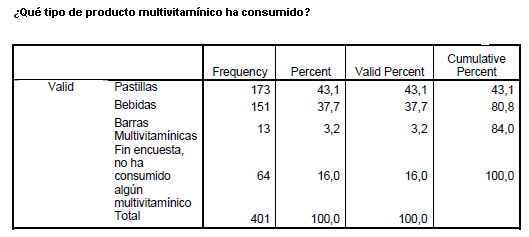 ¿Qué tipo de producto multivitamínico ha consumido?
Frequency Percent Valid Percent Cumulative Percent
Valid Pastillas 173 43,1 43,1 43,1
Bebidas 151 37,7 37,7 80,8
Barras
Multivitamínicas 13 3,2 3,2 84,0
Fin encuesta,
no ha
consumido 64 16,0 16,0 100,0
algún
multivitamínico
Total 401 100,0 100,0